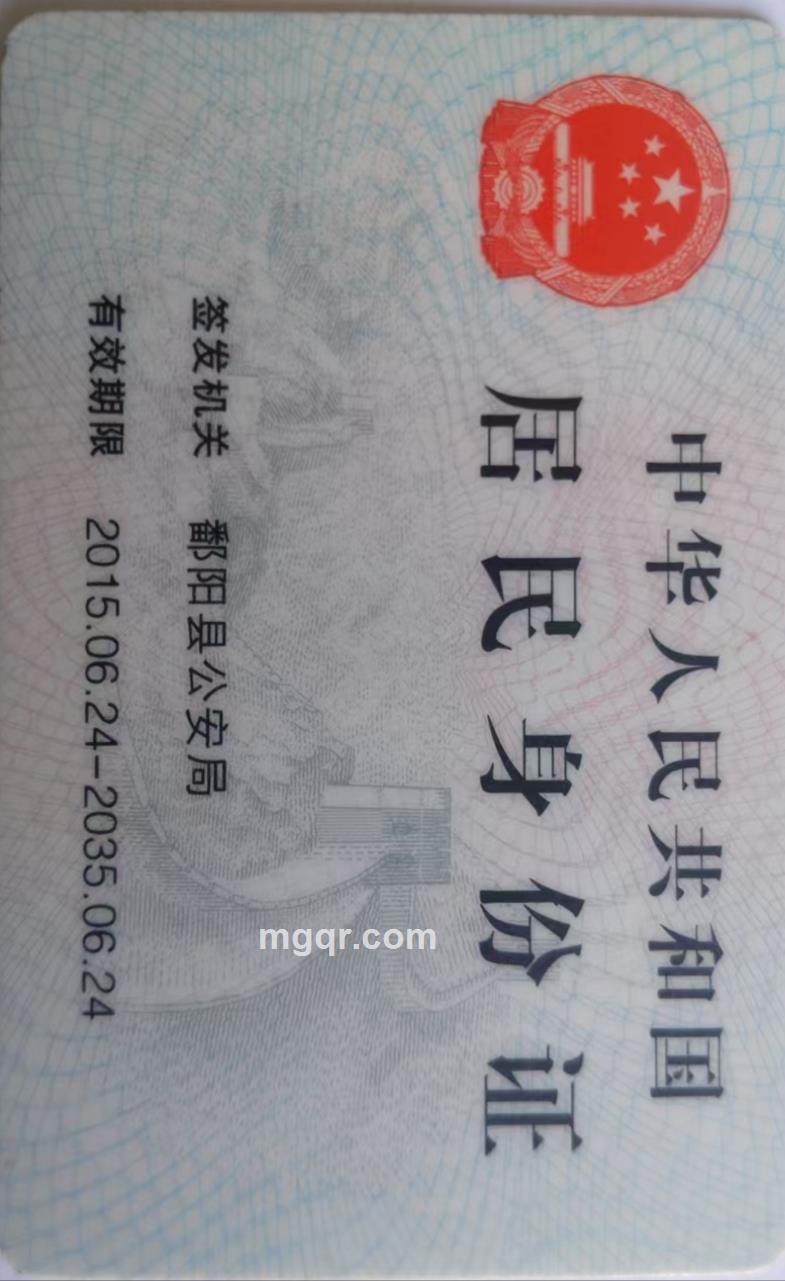 中华人民共和国
居民身份证
签发机关 鄱阳县公安局
有效期限 2015.06.24-2035.06.24
mgqr.com